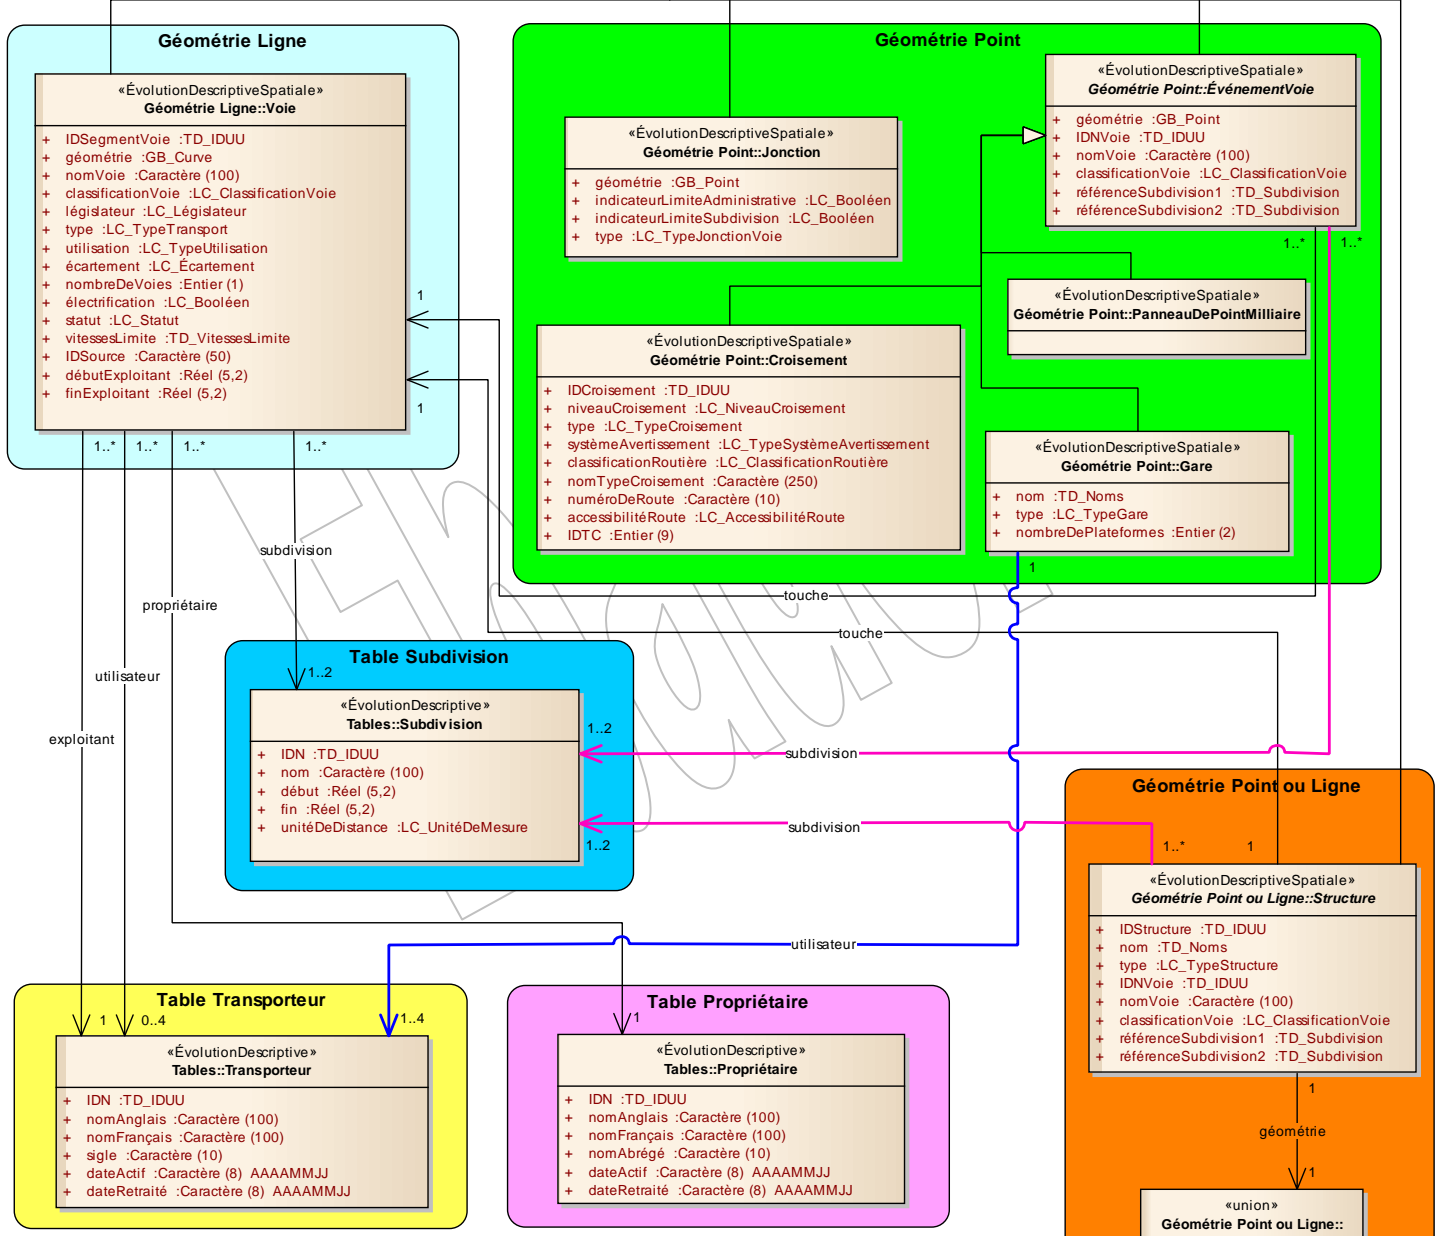 Géométrie Ligne
«ÉvolutionDescriptiveSpatiale»
Géométrie Ligne::Voie
+ IDSegmentVoie :TD_IDUU
+ géométrie :GB_Curve
+ nomVoie :Caractère (100)
+ classificationVoie :LC_ClassificationVoie
+ législateur :LC_Législateur
+ type :LC_TypeTransport
+ utilisation :LC_TypeUtilisation
+ écartement :LC_Écartement
+ nombreDeVoies :Entier (1)
+ électrification :LC_Booléen
+ statut :LC_Statut
+ vitessesLimite :TD_VitessesLimite
+ IDSource :Caractère (50)
+ débutExploitant :Réel (5,2)
+ finExploitant :Réel (5,2)
1
1
1..* 1..* 1..* 1..*
Géométrie Point
«ÉvolutionDescriptiveSpatiale»
Géométrie Point::Jonction
+ géométrie :GB_Point
+ indicateurLimiteAdministrative :LC_Booléen
+ indicateurLimiteSubdivision :LC_Booléen
+ type :LC_TypeJonctionVoie
«ÉvolutionDescriptiveSpatiale»
Géométrie Point::ÉvénementVoie
+ géométrie :GB_Point
+ IDNVoie :TD_IDUU
+ nomVoie :Caractère (100)
+ classificationVoie :LC_ClassificationVoie
+ référenceSubdivision1 :TD_Subdivision
+ référenceSubdivision2 :TD_Subdivision
1..* 1..*
«ÉvolutionDescriptiveSpatiale»
Géométrie Point::PanneauDePointMilliaire
«ÉvolutionDescriptiveSpatiale»
Géométrie Point::Croisement
+ IDCroisement :TD_IDUU
+ niveauCroisement :LC_NiveauCroisement
+ type :LC_TypeCroisement
+ systèmeAvertissement :LC_TypeSystèmeAvertissement
+ classificationRoutière :LC_ClassificationRoutière
+ nomTypeCroisement :Caractère (250)
+ numéroDeRoute :Caractère (10)
+ accessibilitéRoute :LC_AccessibilitéRoute
+ IDTC :Entier (9)
«ÉvolutionDescriptiveSpatiale»
Géométrie Point::Gare
+ nom :TD_Noms
+ type :LC_TypeGare
+ nombreDePlateformes :Entier (2)
1
subdivision
propriétaire
utilisateur
exploitant
touche
touche
Ébauche
Table Subdivision
1..2
«ÉvolutionDescriptive»
Tables::Subdivision
+ IDN :TD_IDUU
+ nom :Caractère (100)
+ début :Réel (5,2)
+ fin :Réel (5,2)
+ unitéDeDistance :LC_UnitéDeMesure
1..2
1..2
subdivision
subdivision
utilisateur
Géométrie Point ou Ligne
1..* 1
«ÉvolutionDescriptiveSpatiale»
Géométrie Point ou Ligne::Structure
+ IDStructure :TD_IDUU
+ nom :TD_Noms
+ type :LC_TypeStructure
+ IDNVoie :TD_IDUU
+ nomVoie :Caractère (100)
+ classificationVoie :LC_ClassificationVoie
+ référenceSubdivision1 :TD_Subdivision
+ référenceSubdivision2 :TD_Subdivision
1
géométrie
1
«union»
Géométrie Point ou Ligne::
Table Transporteur
1 0..4 1..4
«ÉvolutionDescriptive»
Tables::Transporteur
+ IDN :TD_IDUU
+ nomAnglais :Caractère (100)
+ nomFrançais :Caractère (100)
+ sigle :Caractère (10)
+ dateActif :Caractère (8) AAAAMMJJ
+ dateRetraité :Caractère (8) AAAAMMJJ
Table Propriétaire
1
«ÉvolutionDescriptive»
Tables::Propriétaire
+ IDN :TD_IDUU
+ nomAnglais :Caractère (100)
+ nomFrançais :Caractère (100)
+ nomAbrégé :Caractère (10)
+ dateActif :Caractère (8) AAAAMMJJ
+ dateRetraité :Caractère (8) AAAAMMJJ